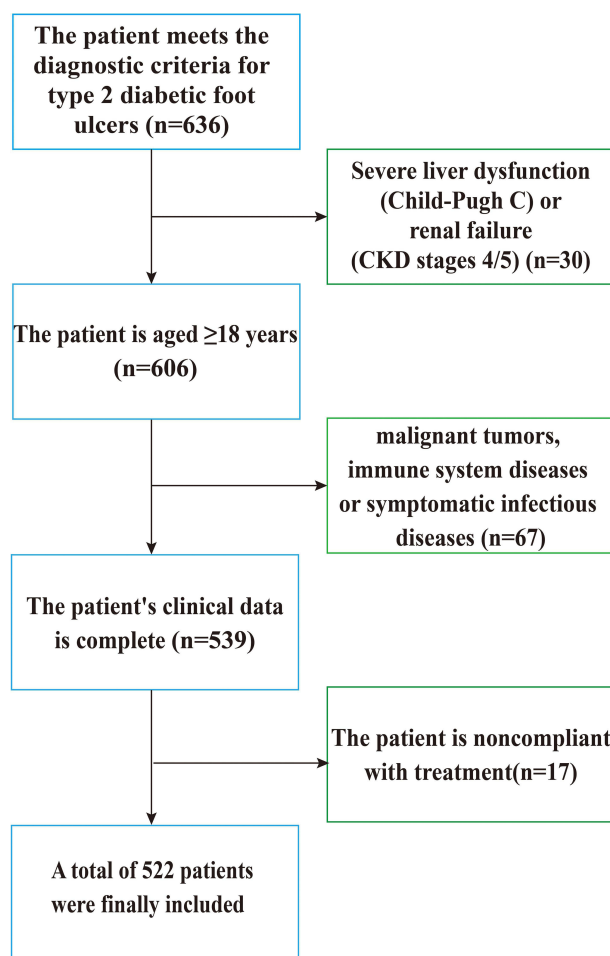 The patient meets the
diagnostic criteria for
type 2 diabetic foot
ulcers (n=636)
Severe liver dysfunction
(Child-Pugh C) or
renal failure
(CKD stages 4/5) (n=30)
The patient is aged ≥18 years
(n=606)
malignant tumors,
immune system diseases
or symptomatic infectious
diseases (n=67)
The patient's clinical data
is complete (n=539)
The patient is noncompliant
with treatment(n=17)
A total of 522 patients
were finally included